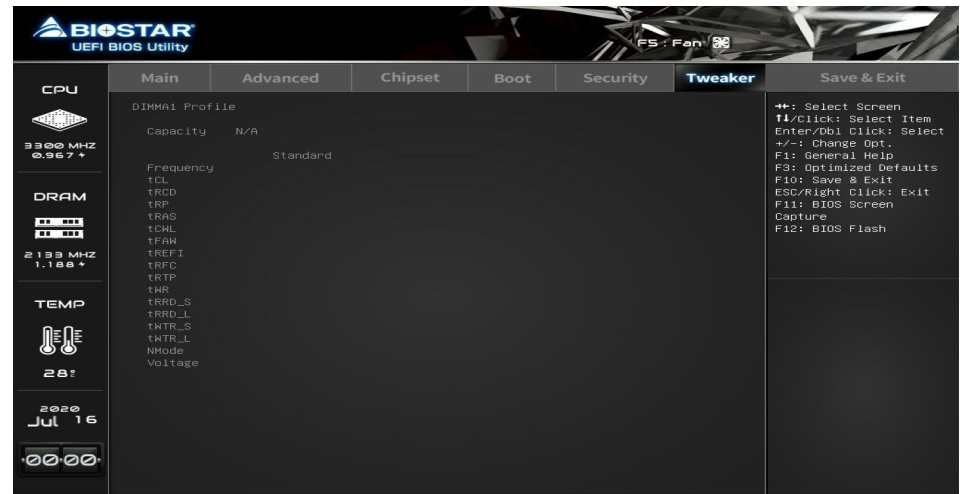 BIOSTAR®
UEFI BIOS Utility
F5 : Fan
Main Advanced Chipset Boot Security Tweaker Save & Exit
CPU
3300 MHZ
0.967
DRAM
2133 MHZ
1.188
TEMP
28
2020
Jul 16
00:00
DIMMA1 Profile
Capacity N/A
Standard
Frequency
tCL
tRCD
tRP
tRAS
tCWL
tFAW
tREFI
tRFC
tRTP
tWR
tRRD_S
tRRD_L
tWTR_S
tWTR_L
NMode
Voltage
→←: Select Screen
↑↓/Click: Select Item
Enter/Dbl Click: Select
+/-: Change Opt.
F1: General Help
F3: Optimized Defaults
F10: Save & Exit
ESC/Right Click: Exit
F11: BIOS Screen
Capture
F12: BIOS Flash